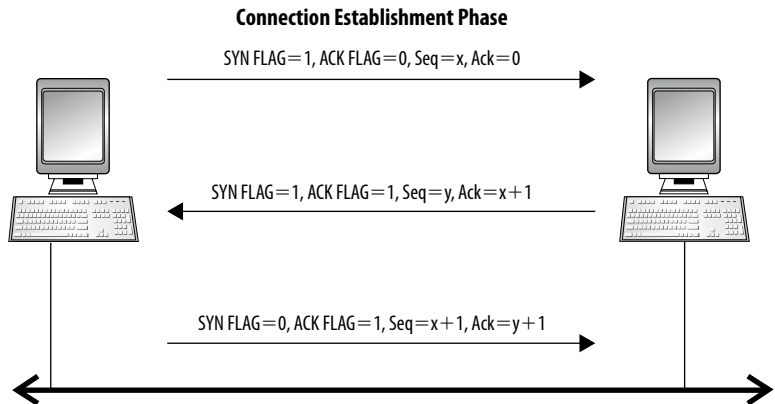 Connection Establishment Phase
SYN FLAG=1, ACK FLAG=0, Seq=x, Ack=0
SYN FLAG=1, ACK FLAG=1, Seq=y, Ack=x+1
SYN FLAG=0, ACK FLAG=1, Seq=x+1, Ack=y+1